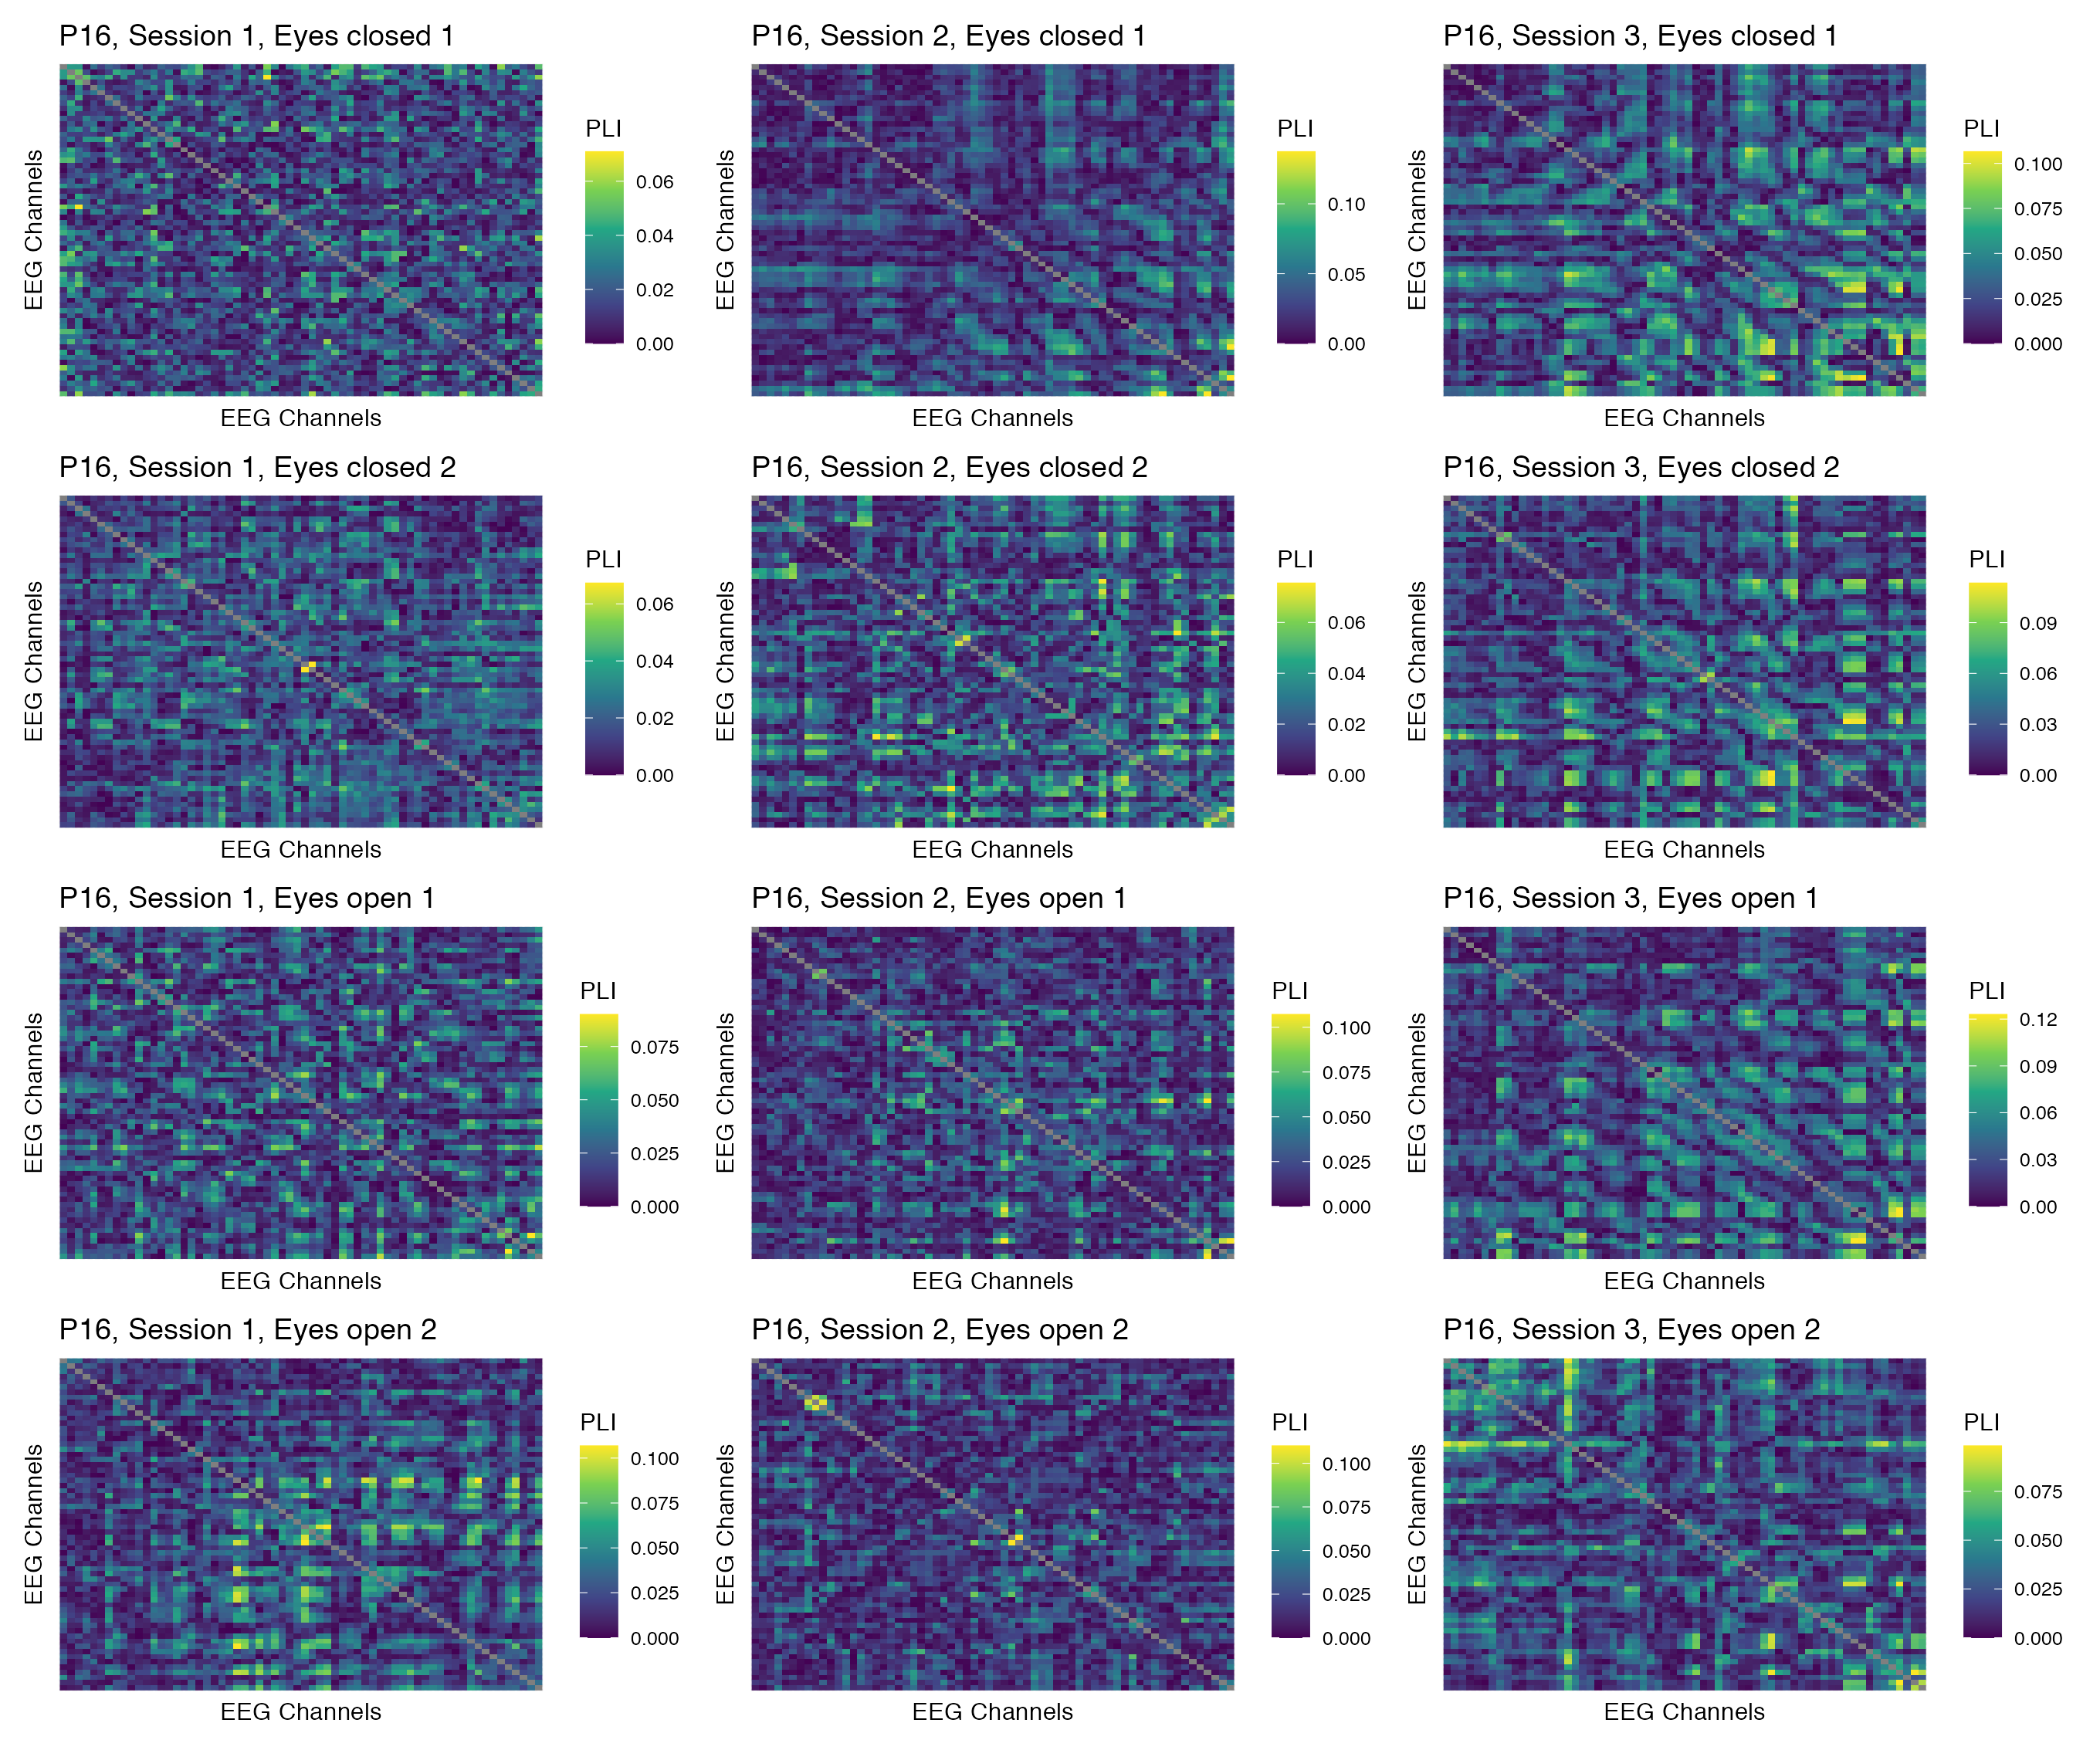 P16, Session 1, Eyes closed 1
EEG Channels
EEG Channels
PLI
0.06
0.04
0.02
0.00
P16, Session 2, Eyes closed 1
EEG Channels
EEG Channels
PLI
0.10
0.05
0.00
P16, Session 3, Eyes closed 1
EEG Channels
EEG Channels
PLI
0.100
0.075
0.050
0.025
0.000
P16, Session 1, Eyes closed 2
EEG Channels
EEG Channels
PLI
0.06
0.04
0.02
0.00
P16, Session 2, Eyes closed 2
EEG Channels
EEG Channels
PLI
0.06
0.04
0.02
0.00
P16, Session 3, Eyes closed 2
EEG Channels
EEG Channels
PLI
0.09
0.06
0.03
0.00
P16, Session 1, Eyes open 1
EEG Channels
EEG Channels
PLI
0.075
0.050
0.025
0.000
P16, Session 2, Eyes open 1
EEG Channels
EEG Channels
PLI
0.100
0.075
0.050
0.025
0.000
P16, Session 3, Eyes open 1
EEG Channels
EEG Channels
PLI
0.12
0.09
0.06
0.03
0.00
P16, Session 1, Eyes open 2
EEG Channels
EEG Channels
PLI
0.100
0.075
0.050
0.025
0.000
P16, Session 2, Eyes open 2
EEG Channels
EEG Channels
PLI
0.100
0.075
0.050
0.025
0.000
P16, Session 3, Eyes open 2
EEG Channels
EEG Channels
PLI
0.075
0.050
0.025
0.000